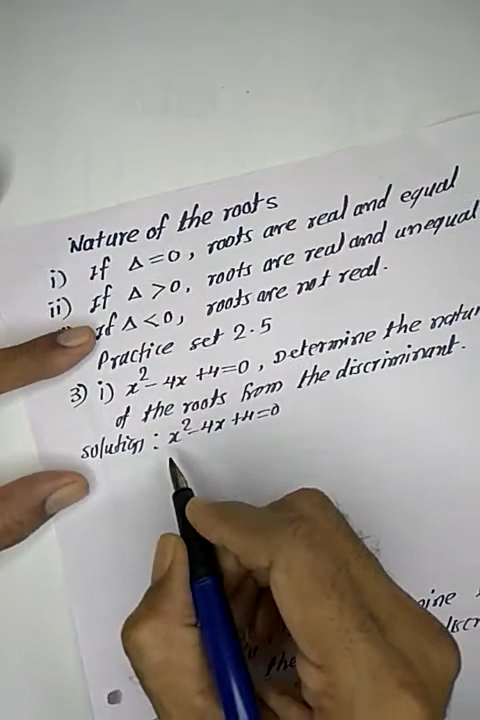 Nature of the roots
i) If Δ=0, roots are real and equal
ii) If Δ>0, roots are real and unequal
If Δ<0, roots are not real.
Practice set 2.5
3) i) x²-4x+4=0, Determine the
of the roots from the discriminant.
solution: x²-4x+4=0
the